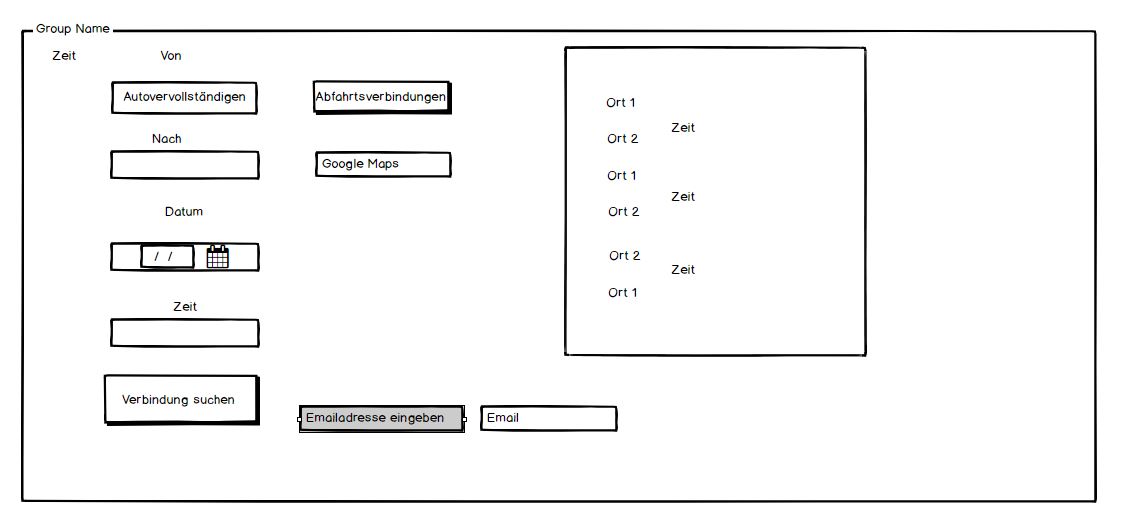 Group Name
Zeit
Von
Autovervollständigen
Abfahrtsverbindungen
Nach
Google Maps
Datum
/ /
Zeit
Verbindung suchen
Emailadresse eingeben
Email
Ort 1
Zeit
Ort 2
Ort 1
Zeit
Ort 2
Ort 2
Zeit
Ort 1